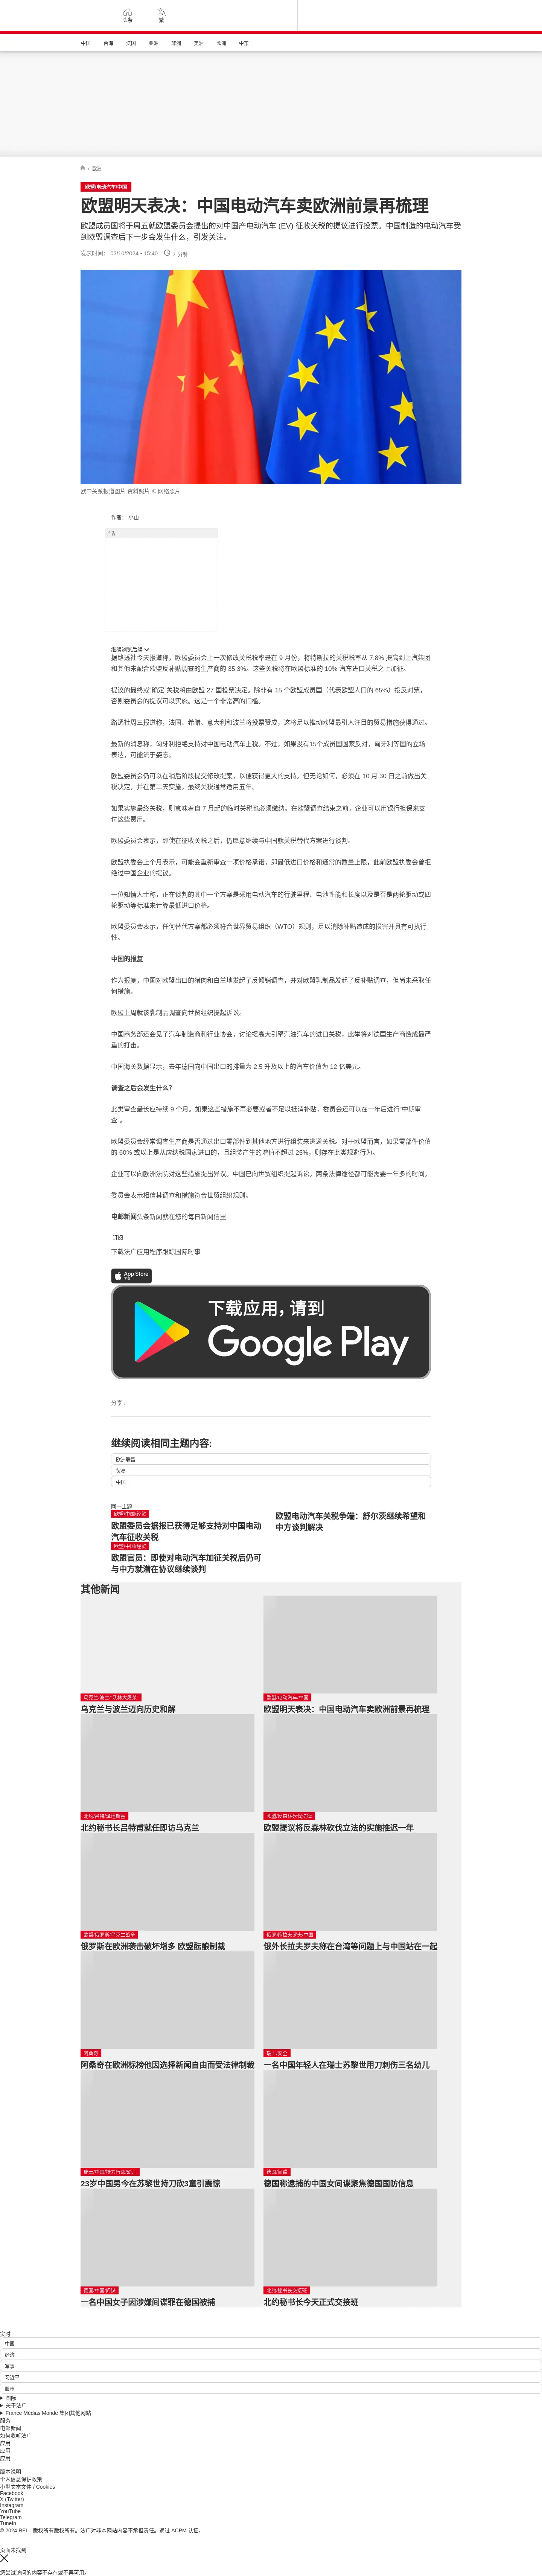 头条
繁
中国
台海
法国
亚洲
非洲
美洲
欧洲
中东
/ 欧洲
欧盟/电动汽车/中国
欧盟明天表决：中国电动汽车卖欧洲前景再梳理
欧盟成员国将于周五就欧盟委员会提出的对中国产电动汽车 (EV) 征收关税的提议进行投票。中国制造的电动汽车受
到欧盟调查后下一步会发生什么，引发关注。
发表时间： 03/10/2024 - 15:40
7 分钟
欧中关系报道图片 资料照片 © 网络照片
作者： 小山
广告
继续浏览后续
据路透社今天报道称，欧盟委员会上一次修改关税税率是在 9 月份，将特斯拉的关税税率从 7.8% 提高到上汽集团
和其他未配合欧盟反补贴调查的生产商的 35.3%。这些关税将在欧盟标准的 10% 汽车进口关税之上加征。
提议的最终或“确定”关税将由欧盟 27 国投票决定。除非有 15 个欧盟成员国（代表欧盟人口的 65%）投反对票，
否则委员会的提议可以实施。这是一个非常高的门槛。
路透社周三报道称，法国、希腊、意大利和波兰将投票赞成，这将足以推动欧盟最引人注目的贸易措施获得通过。
最新的消息称，匈牙利拒绝支持对中国电动汽车上税。不过，如果没有15个成员国国家反对，匈牙利等国的立场
表达，可能流于姿态。
欧盟委员会仍可以在稍后阶段提交修改提案，以便获得更大的支持。但无论如何，必须在 10 月 30 日之前做出关
税决定，并在第二天实施。最终关税通常适用五年。
如果实施最终关税，则意味着自 7 月起的临时关税也必须缴纳。在欧盟调查结束之前，企业可以用银行担保来支
付这些费用。
欧盟委员会表示，即使在征收关税之后，仍愿意继续与中国就关税替代方案进行谈判。
欧盟执委会上个月表示，可能会重新审查一项价格承诺，即最低进口价格和通常的数量上限，此前欧盟执委会曾拒
绝过中国企业的提议。
一位知情人士称，正在谈判的其中一个方案是采用电动汽车的行驶里程、电池性能和长度以及是否是两轮驱动或四
轮驱动等标准来计算最低进口价格。
欧盟委员会表示，任何替代方案都必须符合世界贸易组织（WTO）规则，足以消除补贴造成的损害并具有可执行
性。
中国的报复
作为报复，中国对欧盟出口的猪肉和白兰地发起了反倾销调查，并对欧盟乳制品发起了反补贴调查，但尚未采取任
何措施。
欧盟上周就该乳制品调查向世贸组织提起诉讼。
中国商务部还会见了汽车制造商和行业协会，讨论提高大引擎汽油汽车的进口关税，此举将对德国生产商造成最严
重的打击。
中国海关数据显示，去年德国向中国出口的排量为 2.5 升及以上的汽车价值为 12 亿美元。
调查之后会发生什么？
此类审查最长应持续 9 个月。如果这些措施不再必要或者不足以抵消补贴，委员会还可以在一年后进行“中期审
查”。
欧盟委员会经常调查生产商是否通过出口零部件到其他地方进行组装来逃避关税。对于欧盟而言，如果零部件价值
的 60% 或以上是从应纳税国家进口的，且组装产生的增值不超过 25%，则存在此类规避行为。
企业可以向欧洲法院对这些措施提出异议。中国已向世贸组织提起诉讼。两条法律途径都可能需要一年多的时间。
委员会表示相信其调查和措施符合世贸组织规则。
电邮新闻头条新闻就在您的每日新闻信里
订阅
下载法广应用程序跟踪国际时事
App Store
下载应用，请到
Google Play
分享 :
继续阅读相同主题内容:
欧洲联盟
贸易
中国
同一主题
欧盟/中国/经贸
欧盟委员会据报已获得足够支持对中国电动
汽车征收关税
欧盟电动汽车关税争端：舒尔茨继续希望和
中方谈判解决
欧盟/中国/经贸
欧盟官员：即使对电动汽车加征关税后仍可
与中方就潜在协议继续谈判
其他新闻
乌克兰/波兰/“沃林大屠杀”
乌克兰与波兰迈向历史和解
欧盟/电动汽车/中国
欧盟明天表决：中国电动汽车卖欧洲前景再梳理
北约/吕特/泽连斯基
北约秘书长吕特甫就任即访乌克兰
欧盟/反森林砍伐法律
欧盟提议将反森林砍伐立法的实施推迟一年
欧盟/俄罗斯/乌克兰战争
俄罗斯在欧洲袭击破坏增多 欧盟酝酿制裁
俄罗斯/拉夫罗夫/中国
俄外长拉夫罗夫称在台湾等问题上与中国站在一起
阿桑奇
阿桑奇在欧洲标榜他因选择新闻自由而受法律制裁
瑞士/安全
一名中国年轻人在瑞士苏黎世用刀刺伤三名幼儿
瑞士/中国/持刀行凶/幼儿
23岁中国男今在苏黎世持刀砍3童引震惊
德国/间谍
德国称逮捕的中国女间谍聚焦德国国防信息
德国/中国/间谍
一名中国女子因涉嫌间谍罪在德国被捕
北约/秘书长交接班
北约秘书长今天正式交接班
实时
中国
经济
军事
习近平
股市
国际
关于法广
France Médias Monde 集团其他网站
服务
电邮新闻
如何收听法广
应用
应用
应用
版本说明
个人信息保护政策
小型文本文件 / Cookies
Facebook
X (Twitter)
Instagram
YouTube
Telegram
TuneIn
© 2024 RFI – 版权所有版权所有。法广对非本网站内容不承担责任。通过 ACPM 认证。
页面未找到
您尝试访问的内容不存在或不再可用。